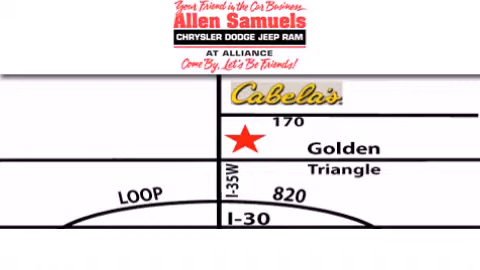 Your Friend in the Car Business...
Allen Samuels
CHRYSLER DODGE JEEP RAM
AT ALLIANCE
Come By, Let's Be Friends!
Cabela's
170
Golden
Triangle
I-35W
LOOP
820
I-30